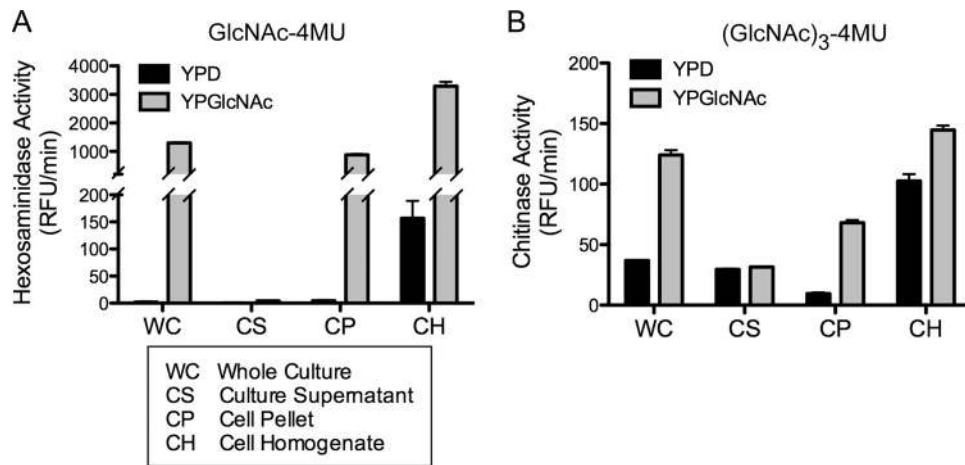 A
GlcNAc-4MU
YPD
YPGlcNAc
Hexosaminidase Activity
(RFU/min)
4000
3000
2000
1000
200
150
100
50
0
WC
CS
CP
CH
WC Whole Culture
CS Culture Supernatant
CP Cell Pellet
CH Cell Homogenate
B
(GlcNAc)3-4MU
YPD
YPGlcNAc
Chitinase Activity
(RFU/min)
200
150
100
50
0
WC
CS
CP
CH